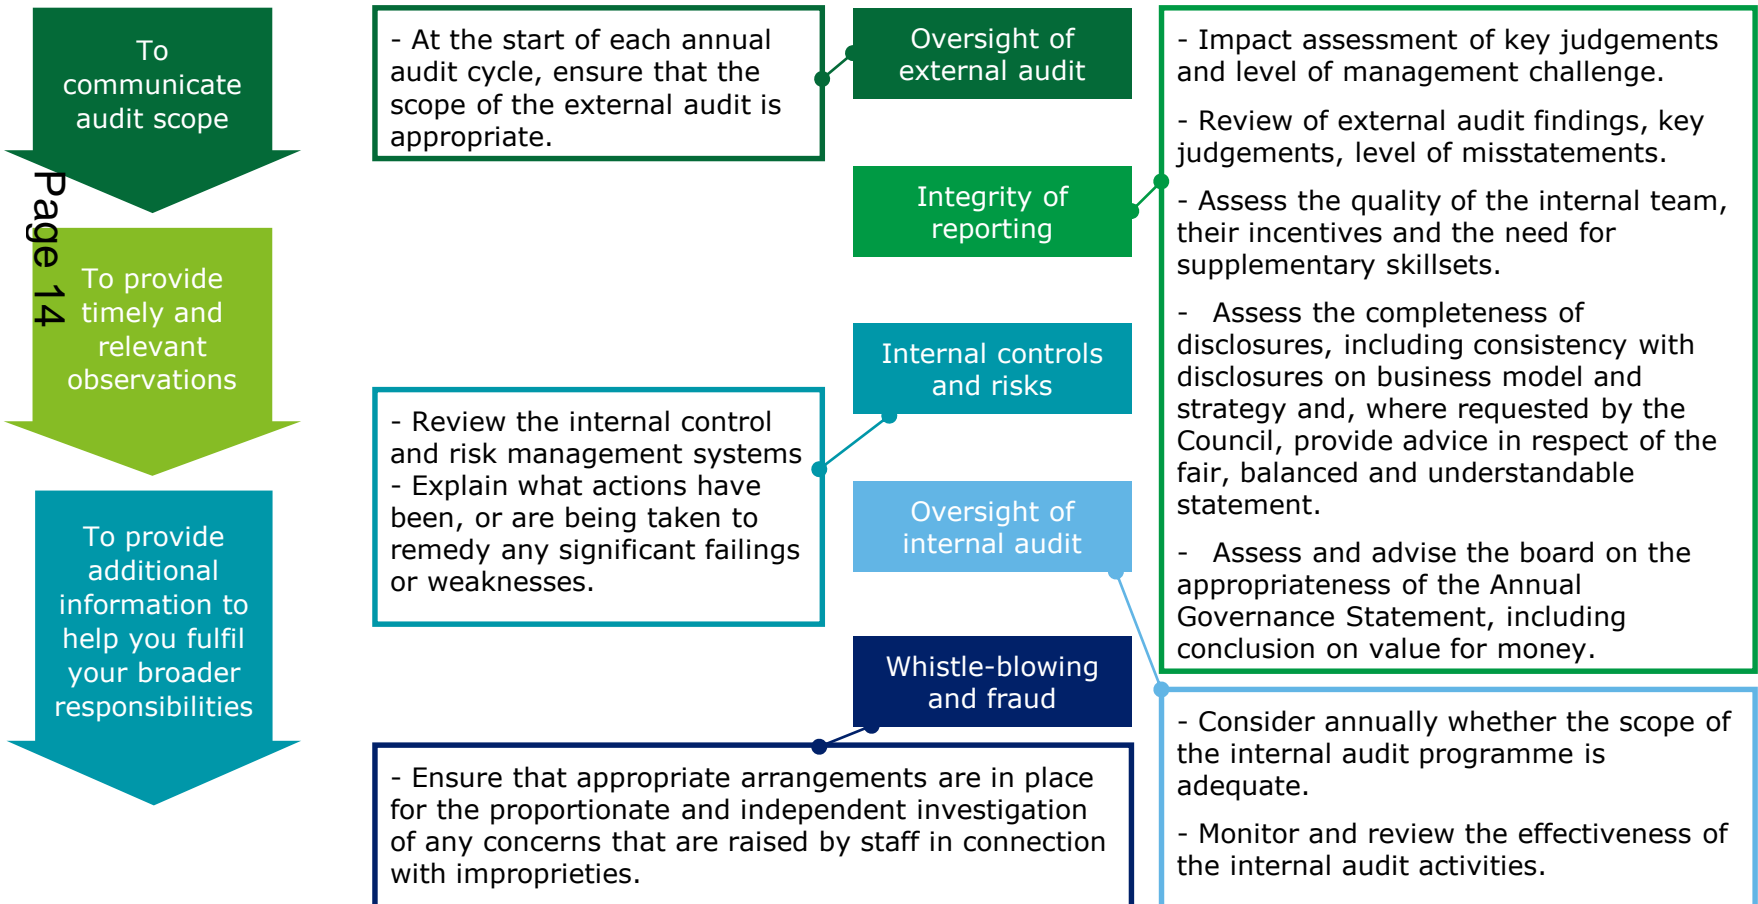 To
communicate
audit scope
Page 14
To provide
timely and
relevant
observations
To provide
additional
information to
help you fulfil
your broader
responsibilities
- At the start of each annual
audit cycle, ensure that the
scope of the external audit is
appropriate.
Oversight of
external audit
Integrity of
reporting
- Impact assessment of key judgements
and level of management challenge.
- Review of external audit findings, key
judgements, level of misstatements.
- Assess the quality of the internal team,
their incentives and the need for
supplementary skillsets.
- Assess the completeness of
disclosures, including consistency with
disclosures on business model and
strategy and, where requested by the
Council, provide advice in respect of the
fair, balanced and understandable
statement.
- Assess and advise the board on the
appropriateness of the Annual
Governance Statement, including
conclusion on value for money.
Internal controls
and risks
- Review the internal control
and risk management systems
- Explain what actions have
been, or are being taken to
remedy any significant failings
or weaknesses.
Oversight of
internal audit
- Consider annually whether the scope of
the internal audit programme is
adequate.
- Monitor and review the effectiveness of
the internal audit activities.
Whistle-blowing
and fraud
- Ensure that appropriate arrangements are in place
for the proportionate and independent investigation
of any concerns that are raised by staff in connection
with improprieties.